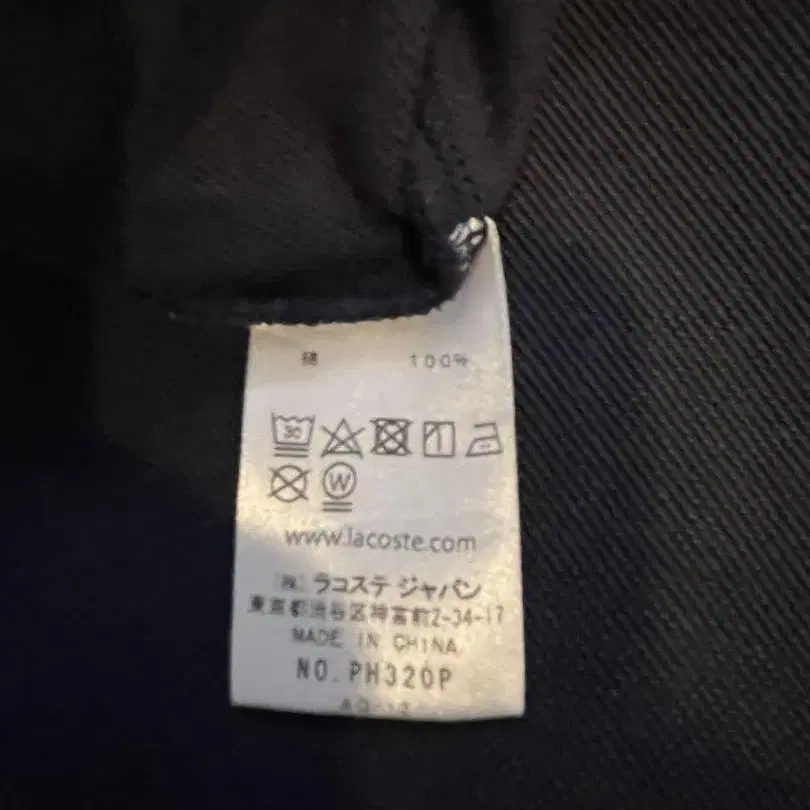 綿 100%
30
W
www.lacoste.com
(株) ラコステ ジャパン
東京都渋谷区神宮前2-34-17
MADE IN CHINA
NO. PH320P